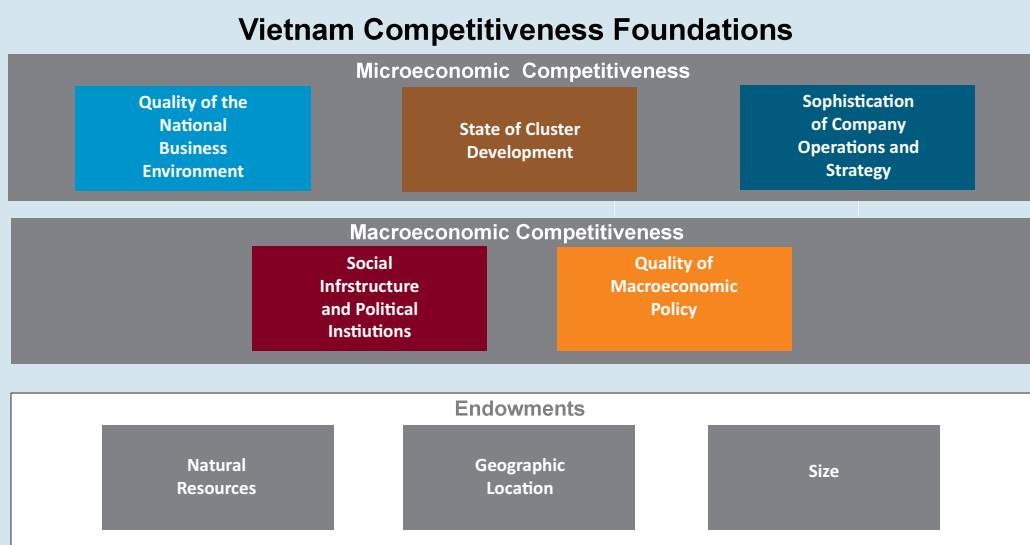 Vietnam Competitiveness Foundations
Microeconomic Competitiveness
Quality of the
National
Business
Environment
State of Cluster
Development
Sophistication
of Company
Operations and
Strategy
Macroeconomic Competitiveness
Social
Infrstructure
and Political
Instiutions
Quality of
Macroeconomic
Policy
Endowments
Natural
Resources
Geographic
Location
Size